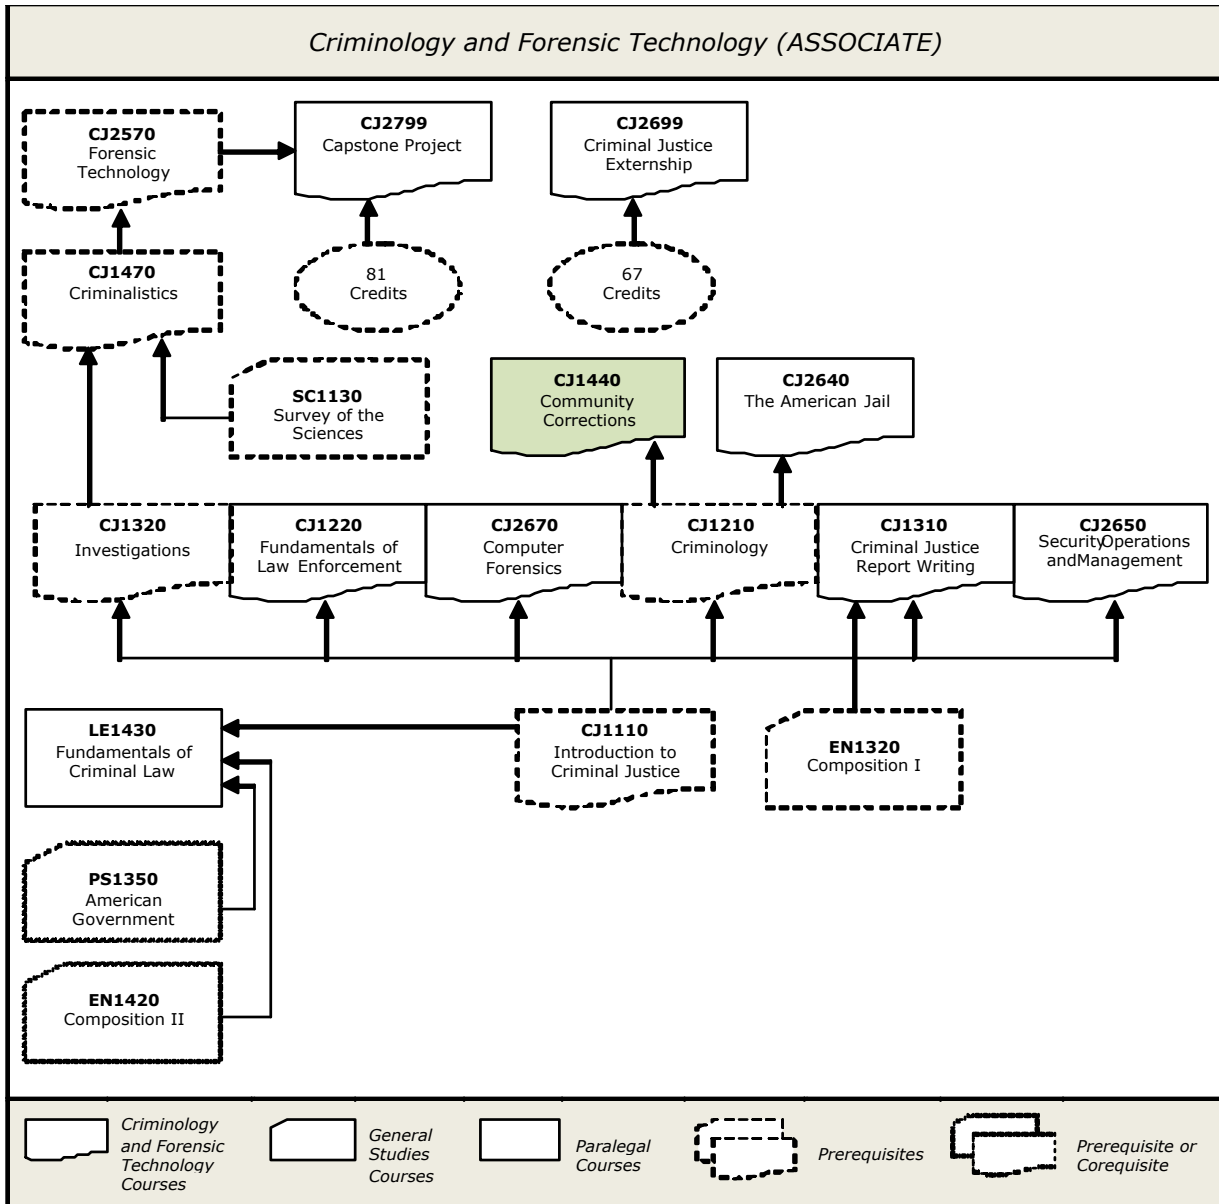 Criminology and Forensic Technology (ASSOCIATE)
CJ2570
Forensic
Technology
CJ2799
Capstone Project
CJ2699
Criminal Justice
Externship
CJ1470
Criminalistics
81
Credits
67
Credits
SC1130
Survey of the
Sciences
CJ1440
Community
Corrections
CJ2640
The American Jail
CJ1320
Investigations
CJ1220
Fundamentals of
Law Enforcement
CJ2670
Computer
Forensics
CJ1210
Criminology
CJ1310
Criminal Justice
Report Writing
CJ2650
Security Operations
and Management
LE1430
Fundamentals of
Criminal Law
CJ1110
Introduction to
Criminal Justice
EN1320
Composition I
PS1350
American
Government
EN1420
Composition II
Criminology
and Forensic
Technology
Courses
General
Studies
Courses
Paralegal
Courses
Prerequisites
Prerequisite or
Corequisite